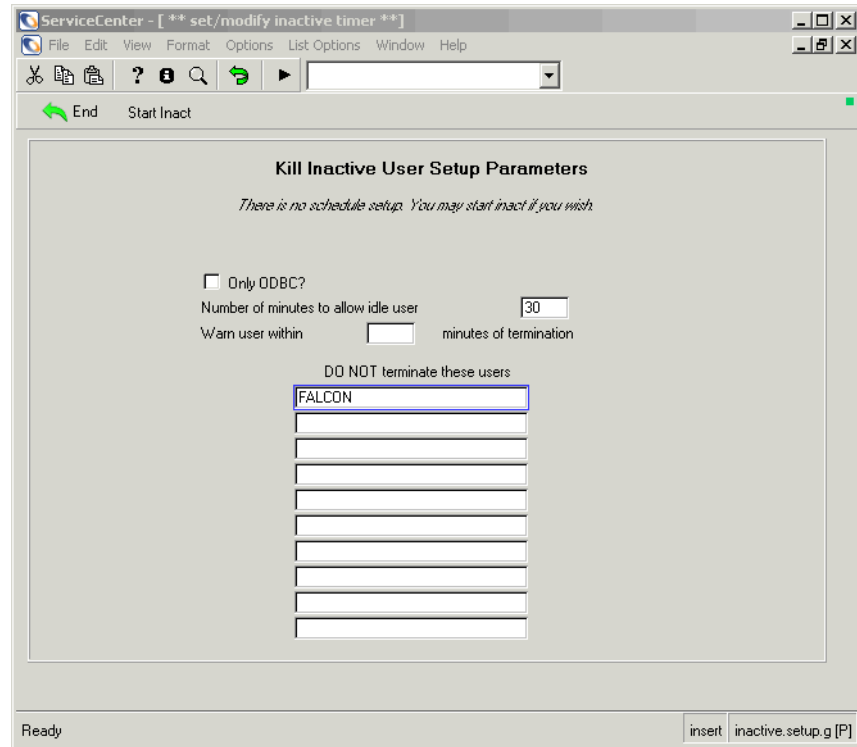 ServiceCenter - [ ** set/modify inactive timer **]
File Edit View Format Options List Options Window Help
End Start Inact
Kill Inactive User Setup Parameters
There is no schedule setup. You may start inact if you wish.
Only ODBC?
Number of minutes to allow idle user 30
Warn user within minutes of termination
DO NOT terminate these users
FALCON
Ready insert inactive.setup.g [P]